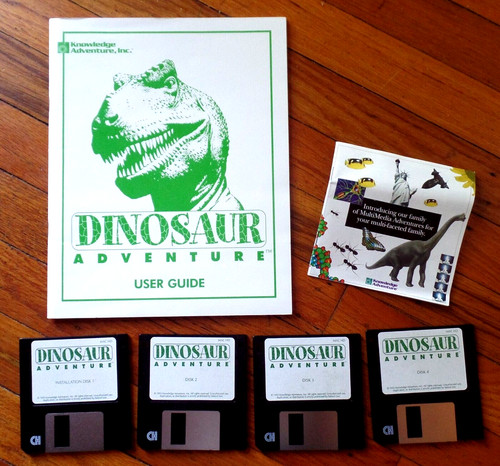 Knowledge
Adventure, Inc.
DINOSAUR
ADVENTURE
USER GUIDE
Introducing our family
of MultiMedia Adventures for
your multi-faceted family.
Knowledge
Adventure
DINOSAUR
ADVENTURE
INSTALLATION DISK 1
DINOSAUR
ADVENTURE
DISK 2
DINOSAUR
ADVENTURE
DISK 3
DINOSAUR
ADVENTURE
DISK 4